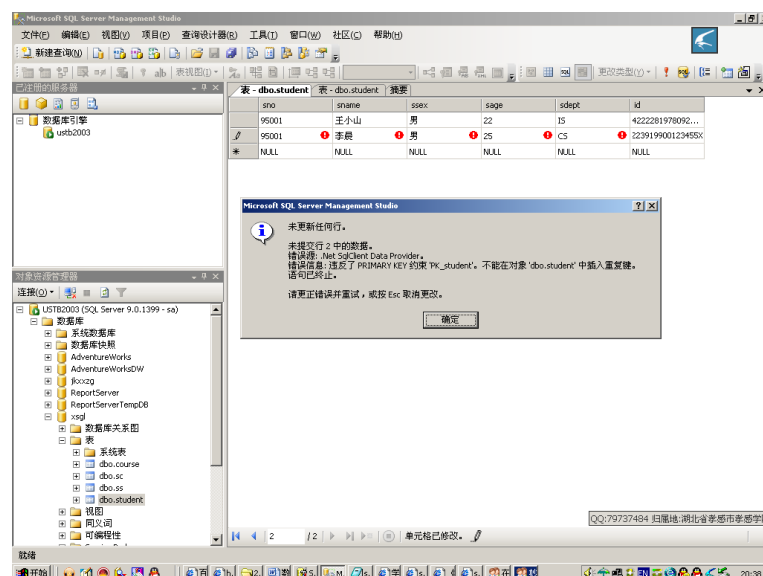 Microsoft SQL Server Management Studio
文件(F) 编辑(E) 视图(V) 项目(P) 查询设计器(R) 工具(T) 窗口(W) 社区(C) 帮助(H)
新建查询(N)
ab 表视图(I) 更改类型(Y)
已注册的服务器
数据库引擎
ustb2003
表 - dbo.student 表 - dbo.student 摘要
sno sname ssex sage sdept id
95001 王小山 男 22 IS 4222281978092...
95001 李晨 男 25 CS 223919900123455X
NULL NULL NULL NULL NULL NULL
Microsoft SQL Server Management Studio
未更新任何行。
未提交行 2 中的数据。
错误源: .Net SqlClient Data Provider。
错误信息: 违反了 PRIMARY KEY 约束 'PK_student'。不能在对象 'dbo.student' 中插入重复键。
语句已终止。
请更正错误并重试，或按 Esc 取消更改。
确定
对象资源管理器
连接(O)
USTB2003 (SQL Server 9.0.1399 - sa)
数据库
系统数据库
数据库快照
AdventureWorks
AdventureWorksDW
jkxxzg
ReportServer
ReportServerTempDB
xsgl
数据库关系图
表
系统表
dbo.course
dbo.sc
dbo.ss
dbo.student
视图
同义词
可编程性
QQ:79737484 归属地:湖北省孝感市孝感学
2 /2 单元格已修改。
就绪
开始 20:38